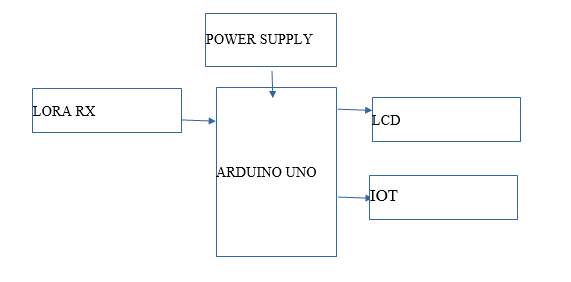 POWER SUPPLY
LORA RX
ARDUINO UNO
LCD
IOT